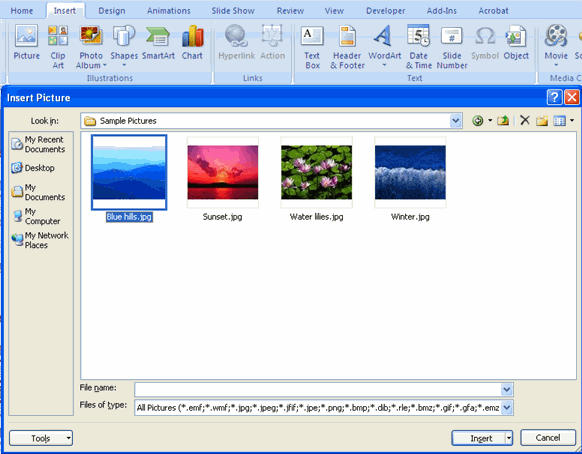 Home Insert Design Animations Slide Show Review View Developer Add-Ins Acrobat
Picture Clip Art Photo Album Shapes SmartArt Chart Hyperlink Action Text Box Header & Footer WordArt Date & Time Slide Number Symbol Object Movie
Illustrations Links Text Media C
Insert Picture
Look in: Sample Pictures
My Recent Documents
Desktop
My Documents
My Computer
My Network Places
Blue hills.jpg Sunset.jpg Water lilies.jpg Winter.jpg
File name:
Files of type: All Pictures (*.emf;*.wmf;*.jpg;*.jpeg;*.jfif;*.jpe;*.png;*.bmp;*.dib;*.rle;*.bmz;*.gif;*.gfa;*.emz
Tools Insert Cancel